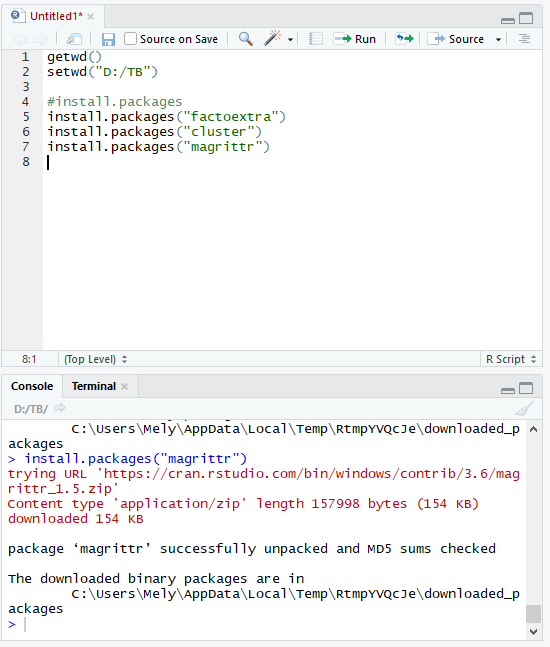 Untitled1*
Source on Save Run Source
1 getwd()
2 setwd("D:/TB")
3
4 #install.packages
5 install.packages("factoextra")
6 install.packages("cluster")
7 install.packages("magrittr")
8
8:1 (Top Level) R Script
Console Terminal
D:/TB/
C:\Users\Mely\AppData\Local\Temp\RtmpYVQcJe\downloaded_p
ackages
> install.packages("magrittr")
trying URL 'https://cran.rstudio.com/bin/windows/contrib/3.6/mag
rittr_1.5.zip'
Content type 'application/zip' length 157998 bytes (154 KB)
downloaded 154 KB
package ‘magrittr’ successfully unpacked and MD5 sums checked
The downloaded binary packages are in
C:\Users\Mely\AppData\Local\Temp\RtmpYVQcJe\downloaded_p
ackages
>